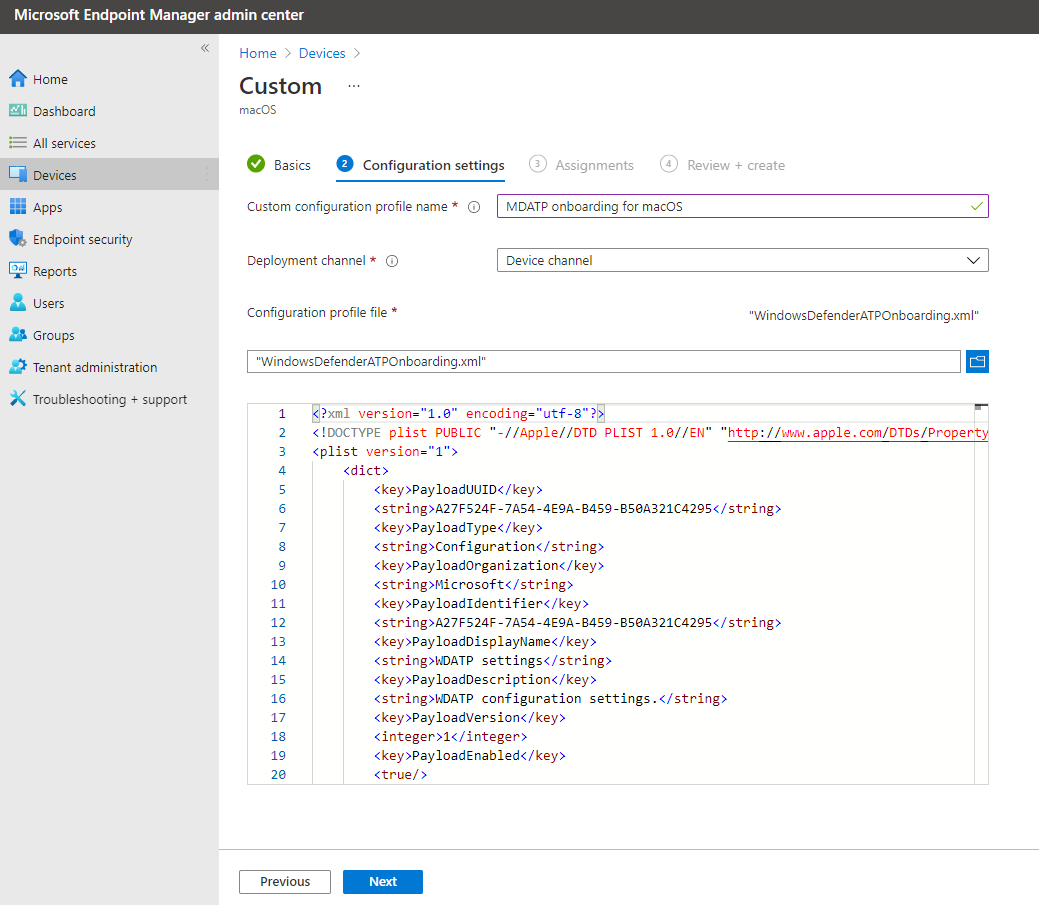 Microsoft Endpoint Manager admin center
«
Home
Dashboard
All services
Devices
Apps
Endpoint security
Reports
Users
Groups
Tenant administration
Troubleshooting + support
Home > Devices >
Custom ...
macOS
Basics
2 Configuration settings
3 Assignments
4 Review + create
Custom configuration profile name *
MDATP onboarding for macOS
Deployment channel *
Device channel
Configuration profile file *
"WindowsDefenderATPOnboarding.xml"
"WindowsDefenderATPOnboarding.xml"
1 <?xml version="1.0" encoding="utf-8"?>
2 <!DOCTYPE plist PUBLIC "-//Apple//DTD PLIST 1.0//EN" "http://www.apple.com/DTDs/Property
3 <plist version="1">
4 <dict>
5 <key>PayloadUUID</key>
6 <string>A27F524F-7A54-4E9A-B459-B50A321C4295</string>
7 <key>PayloadType</key>
8 <string>Configuration</string>
9 <key>PayloadOrganization</key>
10 <string>Microsoft</string>
11 <key>PayloadIdentifier</key>
12 <string>A27F524F-7A54-4E9A-B459-B50A321C4295</string>
13 <key>PayloadDisplayName</key>
14 <string>WDATP settings</string>
15 <key>PayloadDescription</key>
16 <string>WDATP configuration settings.</string>
17 <key>PayloadVersion</key>
18 <integer>1</integer>
19 <key>PayloadEnabled</key>
20 <true/>
Previous
Next